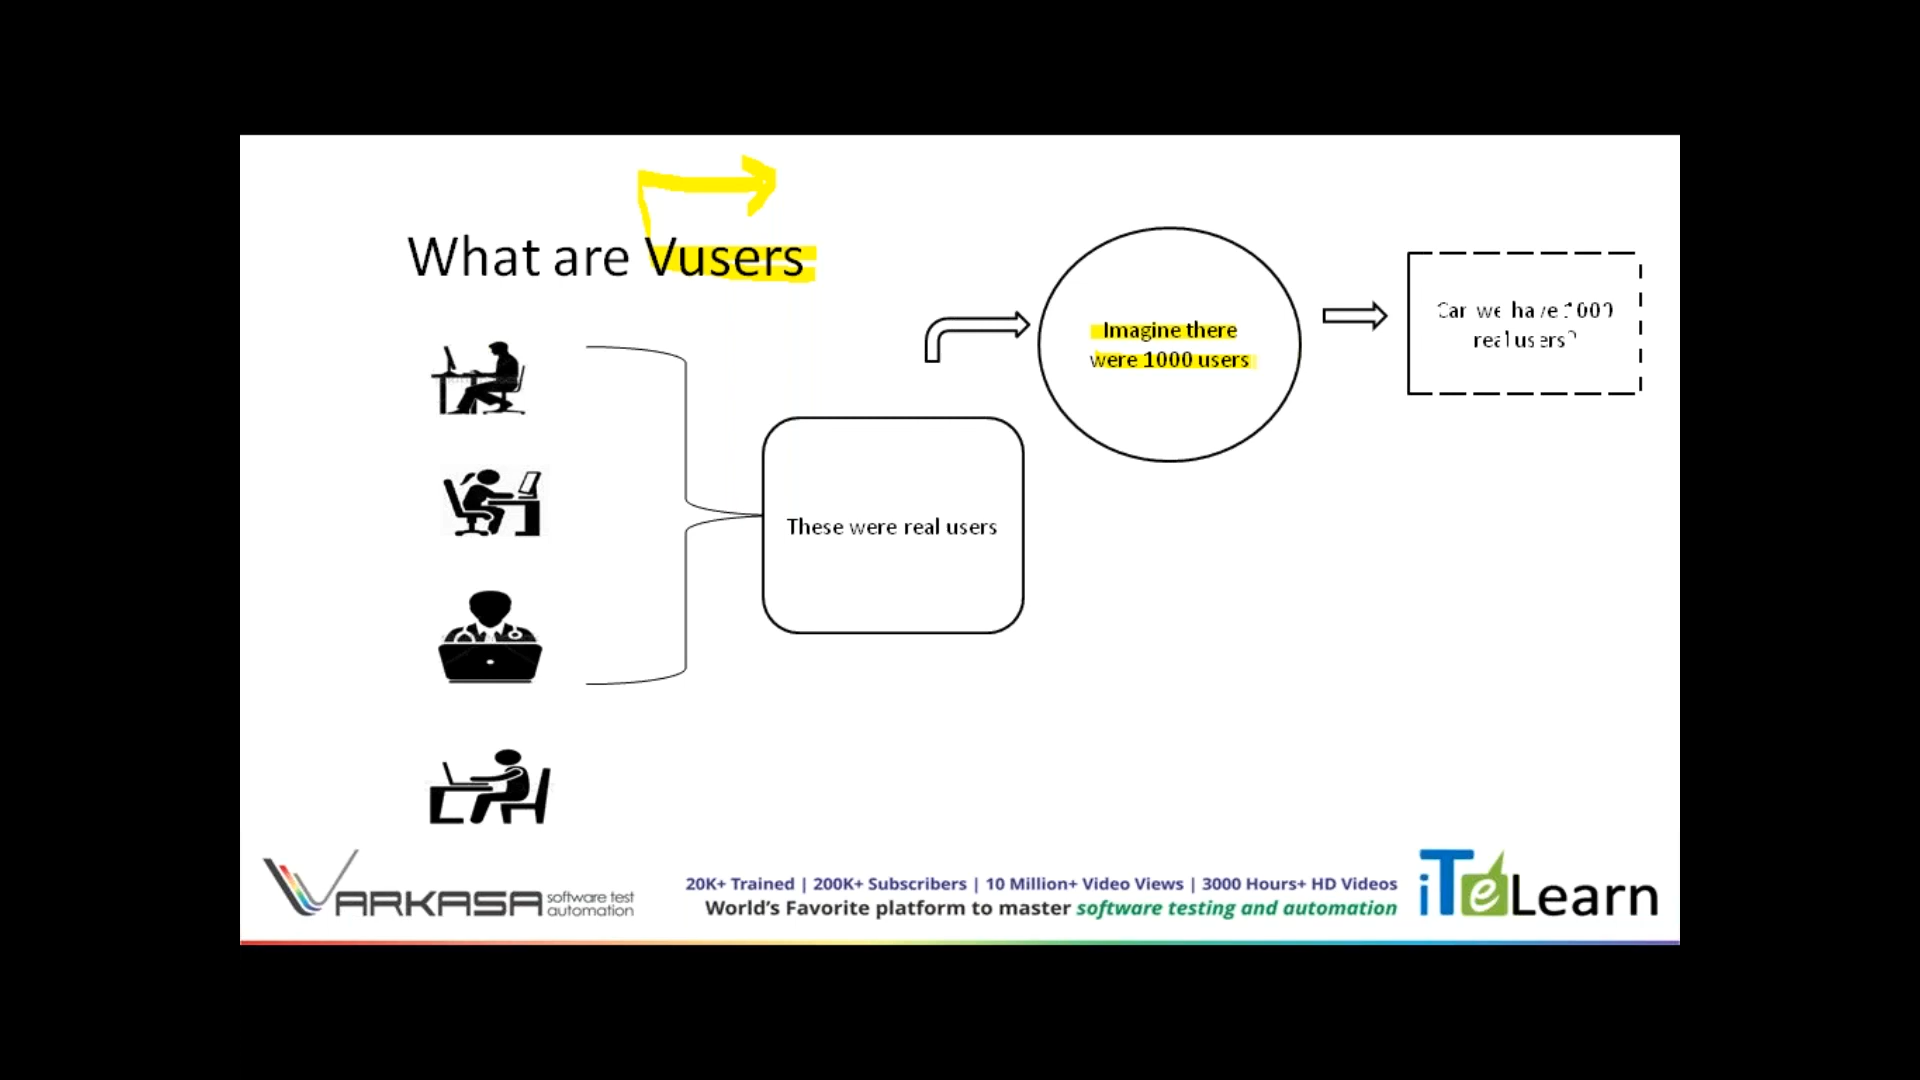 What are Vusers
Imagine there
were 1000 users
Can we have 1000
real users?
These were real users
VARKASA software test
automation
20K+ Trained | 200K+ Subscribers | 10 Million+ Video Views | 3000 Hours+ HD Videos
World's Favorite platform to master software testing and automation
iTeLearn